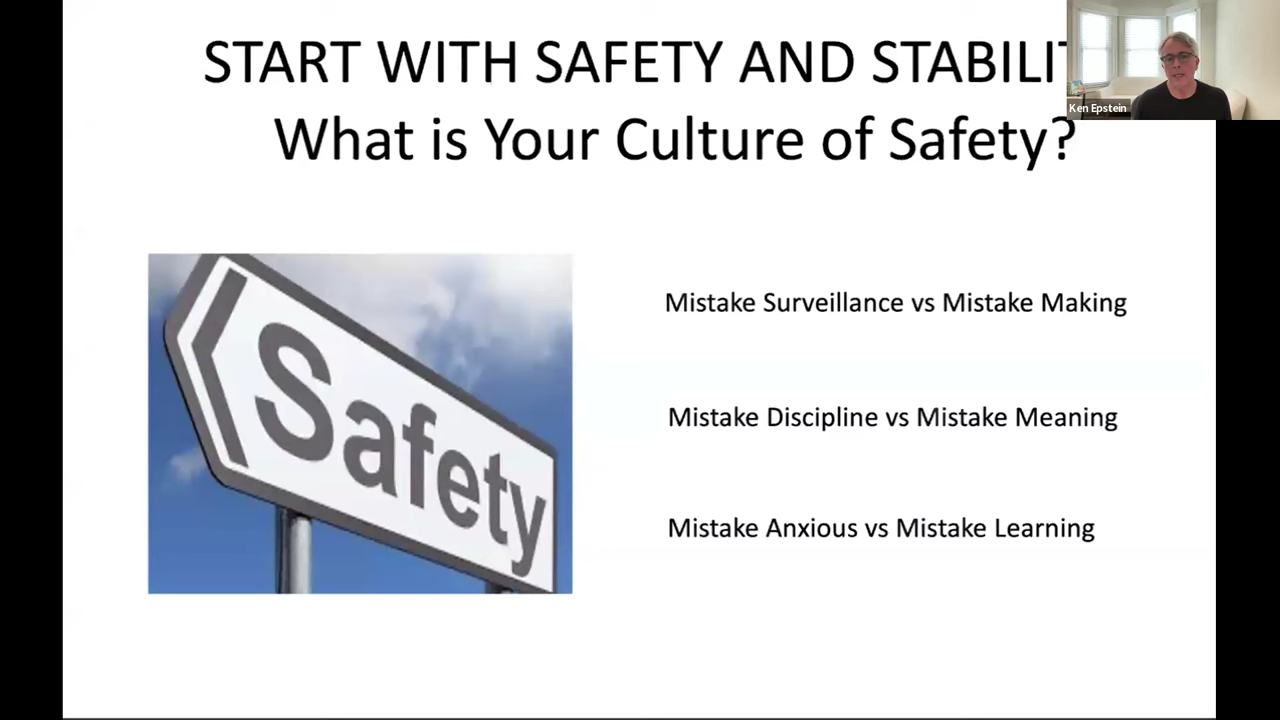 START WITH SAFETY AND STABILI
What is Your Culture of Safety?
Ken Epstein
Safety
Mistake Surveillance vs Mistake Making
Mistake Discipline vs Mistake Meaning
Mistake Anxious vs Mistake Learning